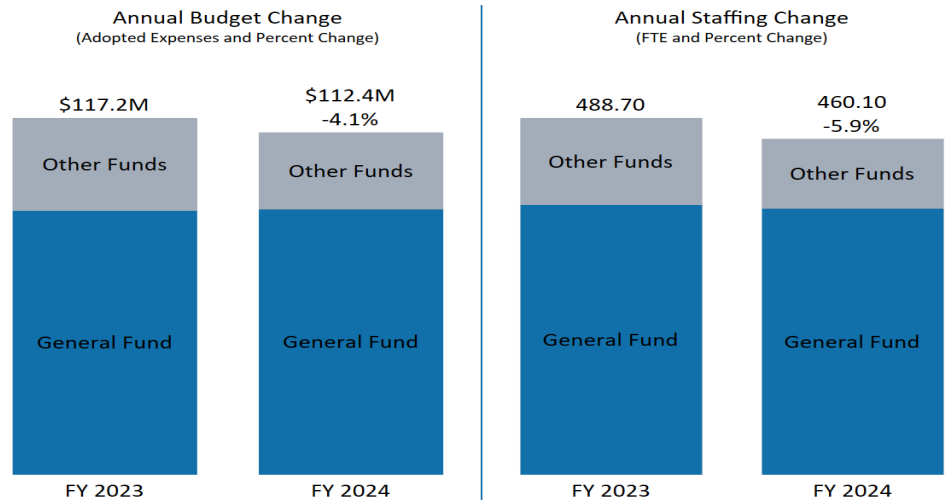 Annual Budget Change
(Adopted Expenses and Percent Change)
$117.2M
$112.4M
-4.1%
Other Funds
Other Funds
General Fund
General Fund
FY 2023
FY 2024
Annual Staffing Change
(FTE and Percent Change)
488.70
460.10
-5.9%
Other Funds
Other Funds
General Fund
General Fund
FY 2023
FY 2024